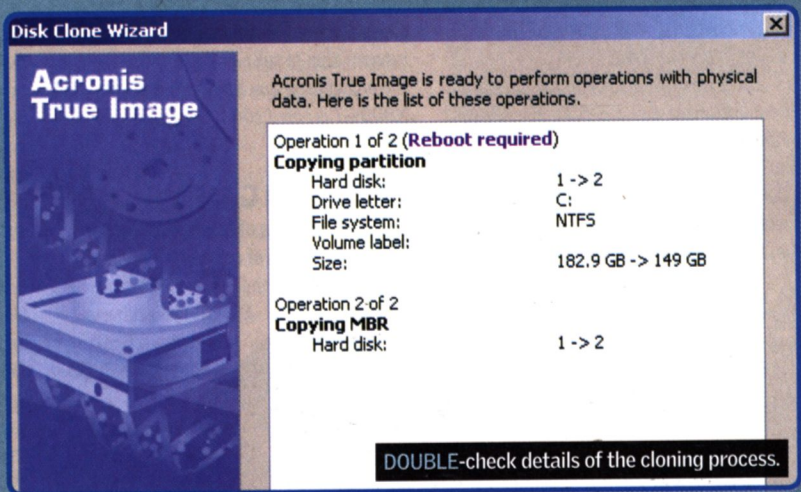 Disk Clone Wizard
Acronis
True Image
Acronis True Image is ready to perform operations with physical
data. Here is the list of these operations.
Operation 1 of 2 (Reboot required)
Copying partition
Hard disk: 1 -> 2
Drive letter: C:
File system: NTFS
Volume label:
Size: 182.9 GB -> 149 GB
Operation 2 of 2
Copying MBR
Hard disk: 1 -> 2
DOUBLE-check details of the cloning process.